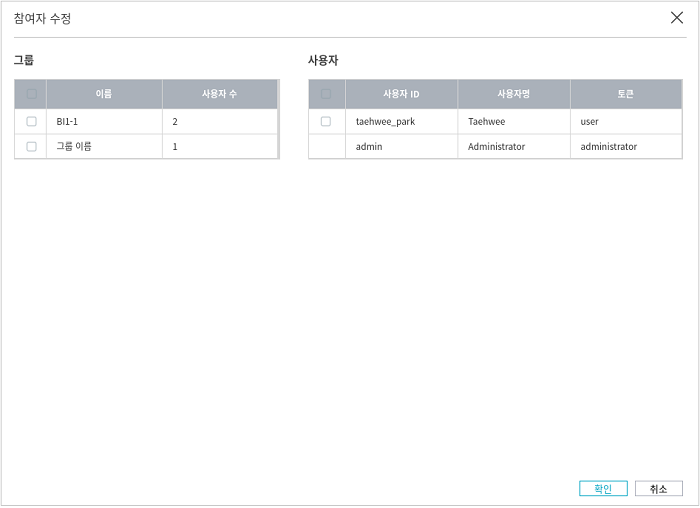 참여자 수정
그룹
이름 사용자 수
BI1-1 2
그룹 이름 1
사용자
사용자 ID 사용자명 토큰
taehwee_park Taehwee user
admin Administrator administrator
확인 취소